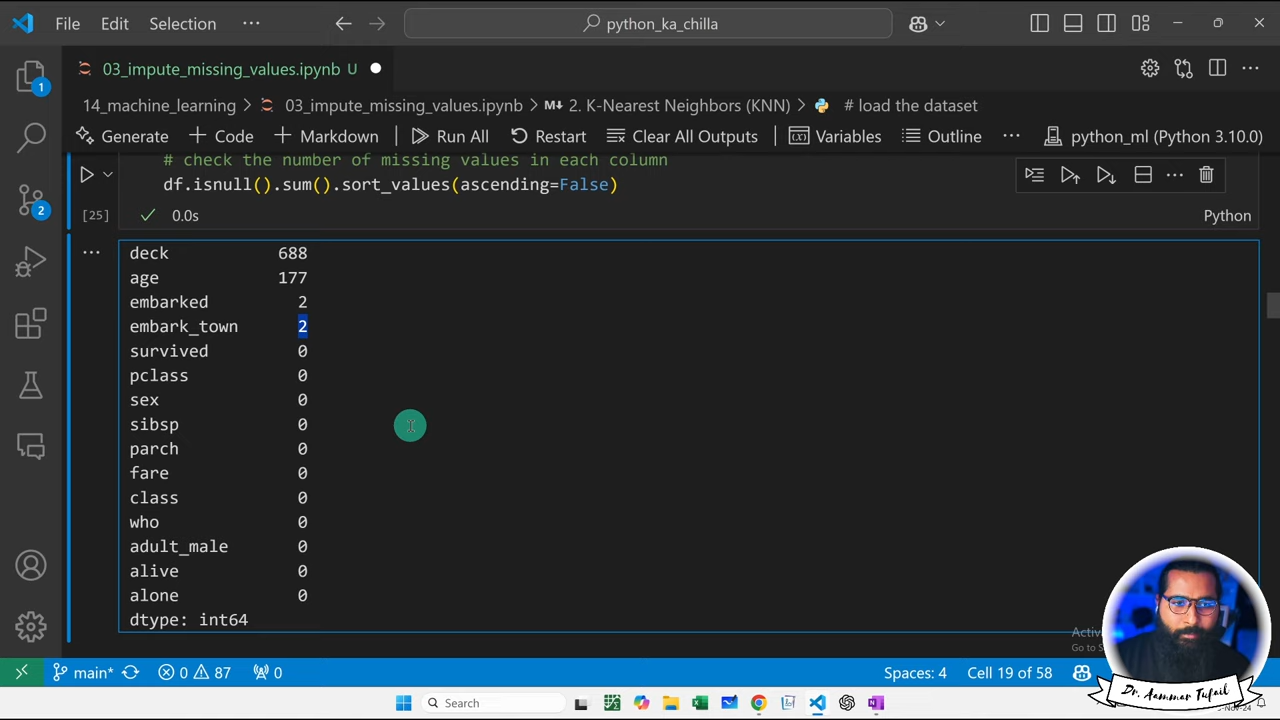 File Edit Selection ··· python_ka_chilla
03_impute_missing_values.ipynb U
14_machine_learning > 03_impute_missing_values.ipynb > M↓ 2. K-Nearest Neighbors (KNN) > # load the dataset
Generate + Code + Markdown Run All Restart Clear All Outputs Variables Outline ··· python_ml (Python 3.10.0)
# check the number of missing values in each column
df.isnull().sum().sort_values(ascending=False)
[25] 0.0s Python
deck 688
age 177
embarked 2
embark_town 2
survived 0
pclass 0
sex 0
sibsp 0
parch 0
fare 0
class 0
who 0
adult_male 0
alive 0
alone 0
dtype: int64
1
2
main* 0 87 0 Spaces: 4 Cell 19 of 58
Search
Dr. Aammar Tufail